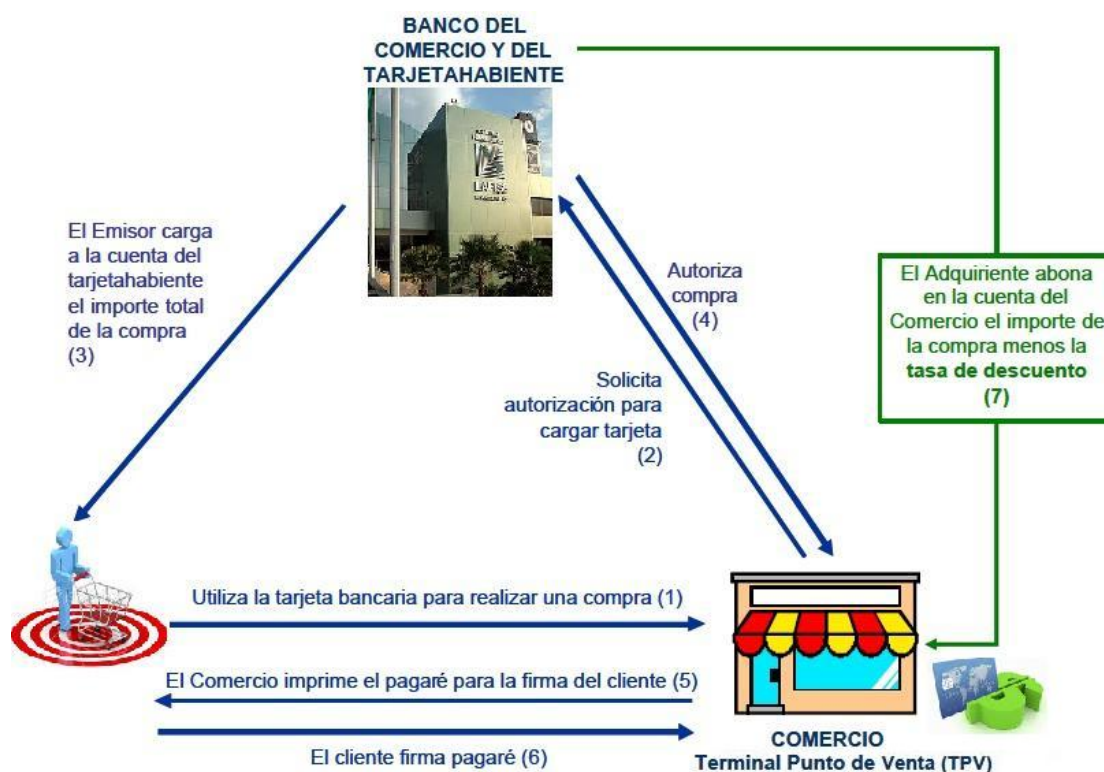 BANCO DEL
COMERCIO Y DEL
TARJETAHABIENTE
El Emisor carga
a la cuenta del
tarjetahabiente
el importe total
de la compra
(3)
Autoriza
compra
(4)
Solicita
autorización para
cargar tarjeta
(2)
El Adquiriente abona
en la cuenta del
Comercio el importe de
la compra menos la
tasa de descuento
(7)
Utiliza la tarjeta bancaria para realizar una compra (1)
El Comercio imprime el pagaré para la firma del cliente (5)
El cliente firma pagaré (6)
COMERCIO
Terminal Punto de Venta (TPV)